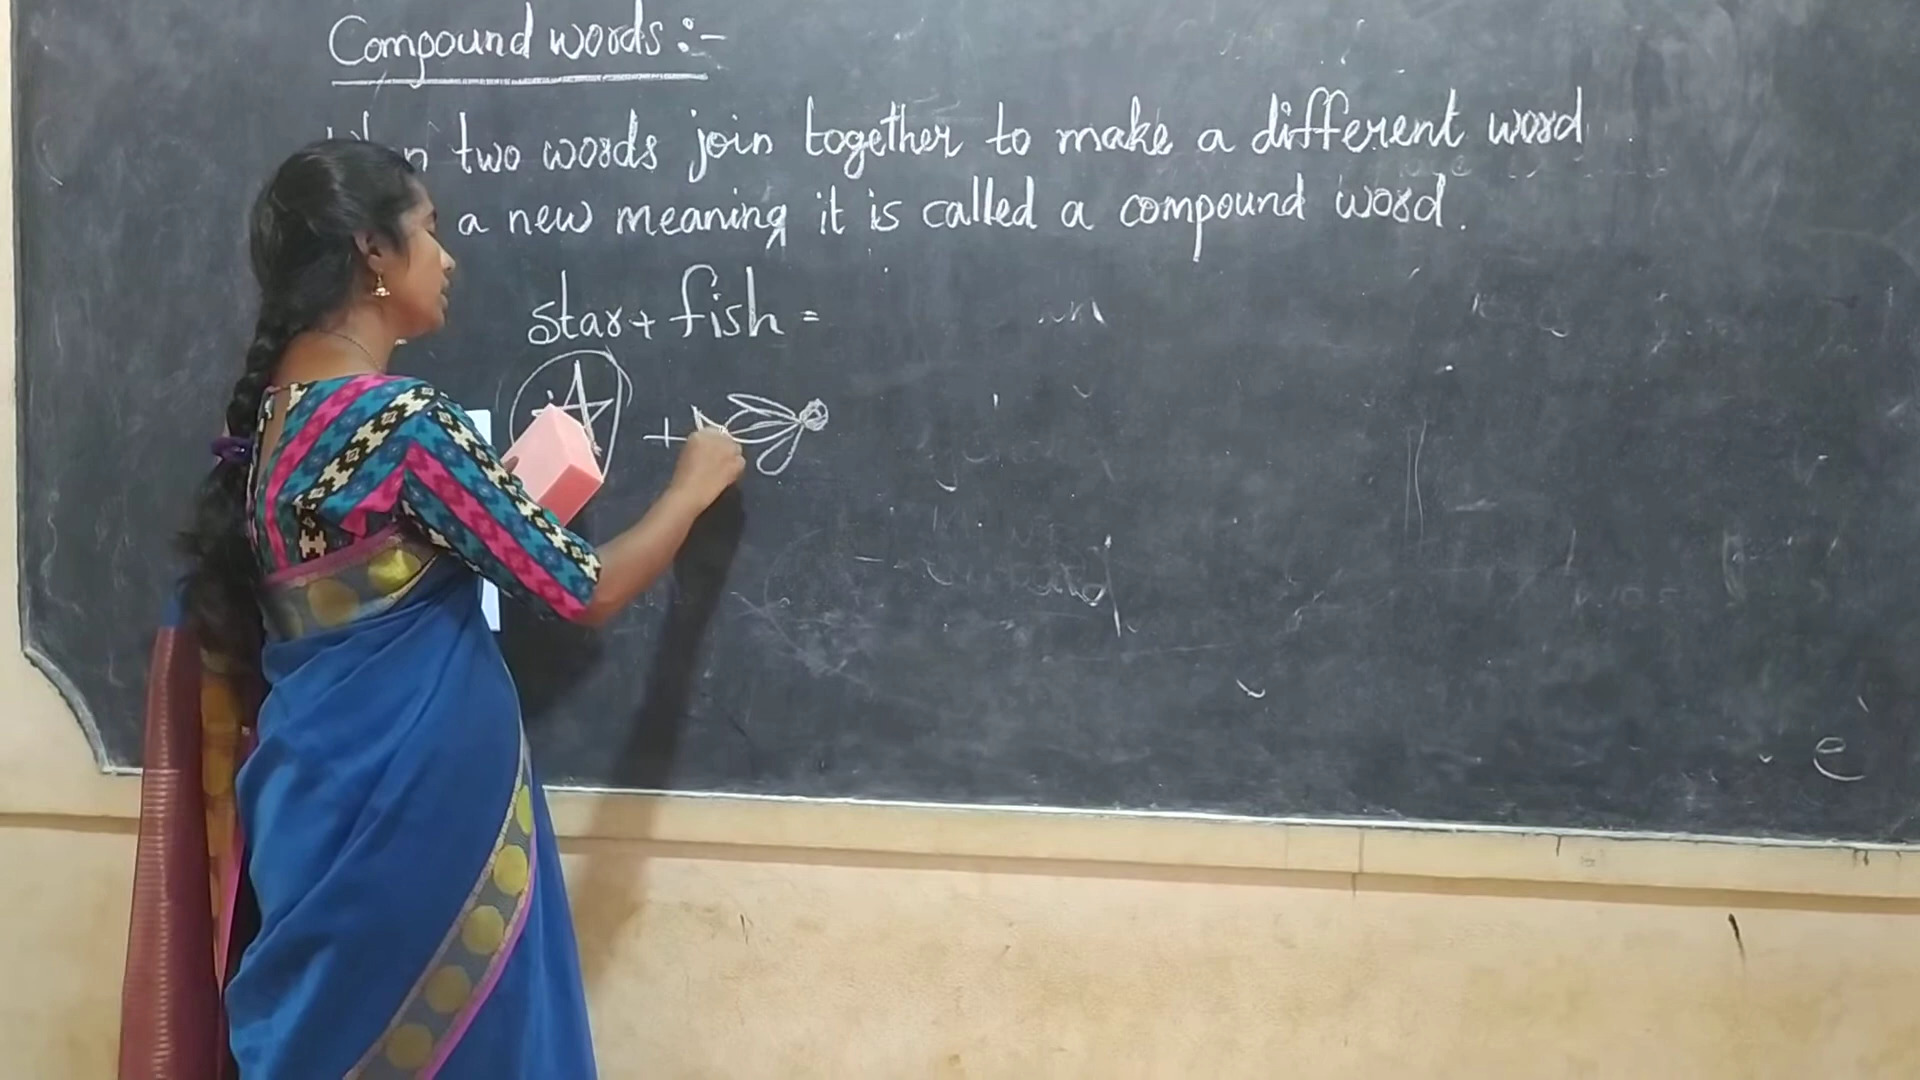 Compound words :-
two words join together to make a different word
a new meaning it is called a compound word.
star + fish =
+
e